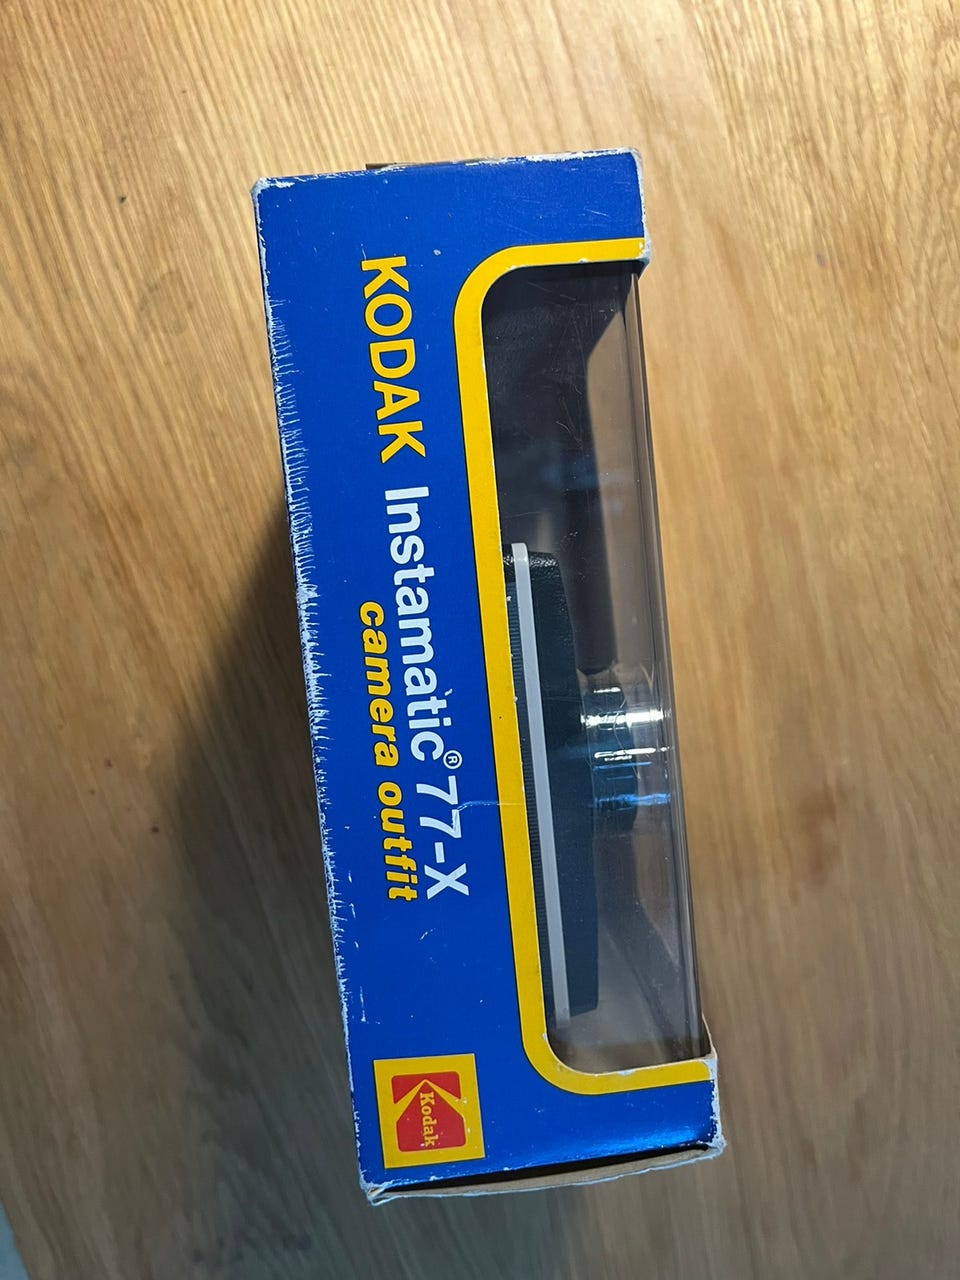 KODAK Instamatic® 77-X
camera outfit
Kodak